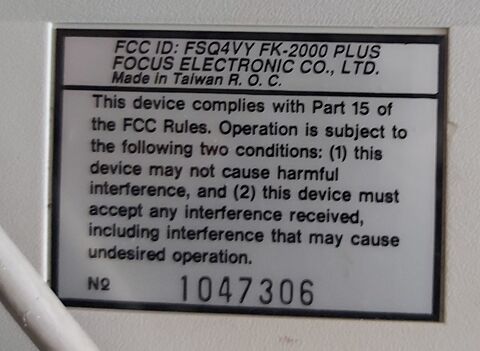 FCC ID: FSQ4VY FK-2000 PLUS
FOCUS ELECTRONIC CO., LTD.
Made in Taiwan R. O. C.
This device complies with Part 15 of
the FCC Rules. Operation is subject to
the following two conditions: (1) this
device may not cause harmful
interference, and (2) this device must
accept any interference received,
including interference that may cause
undesired operation.
№ 1047306